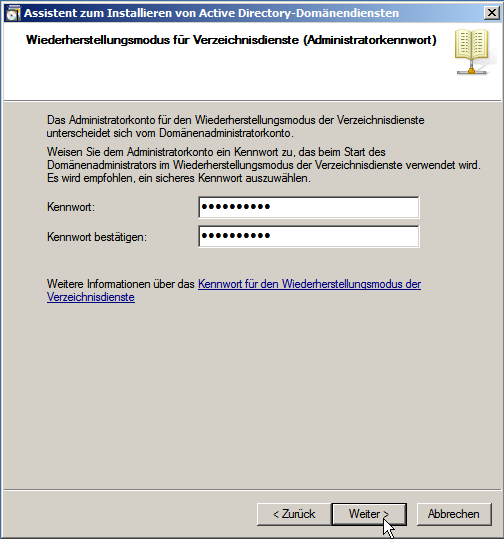 Assistent zum Installieren von Active Directory-Domänendiensten
Wiederherstellungsmodus für Verzeichnisdienste (Administratorkennwort)
Das Administratorkonto für den Wiederherstellungsmodus der Verzeichnisdienste
unterscheidet sich vom Domänenadministratorkonto.
Weisen Sie dem Administratorkonto ein Kennwort zu, das beim Start des
Domänenadministrators im Wiederherstellungsmodus der Verzeichnisdienste verwendet wird.
Es wird empfohlen, ein sicheres Kennwort auszuwählen.
Kennwort: ●●●●●●●●●●
Kennwort bestätigen: ●●●●●●●●●●
Weitere Informationen über das Kennwort für den Wiederherstellungsmodus der
Verzeichnisdienste
< Zurück Weiter > Abbrechen